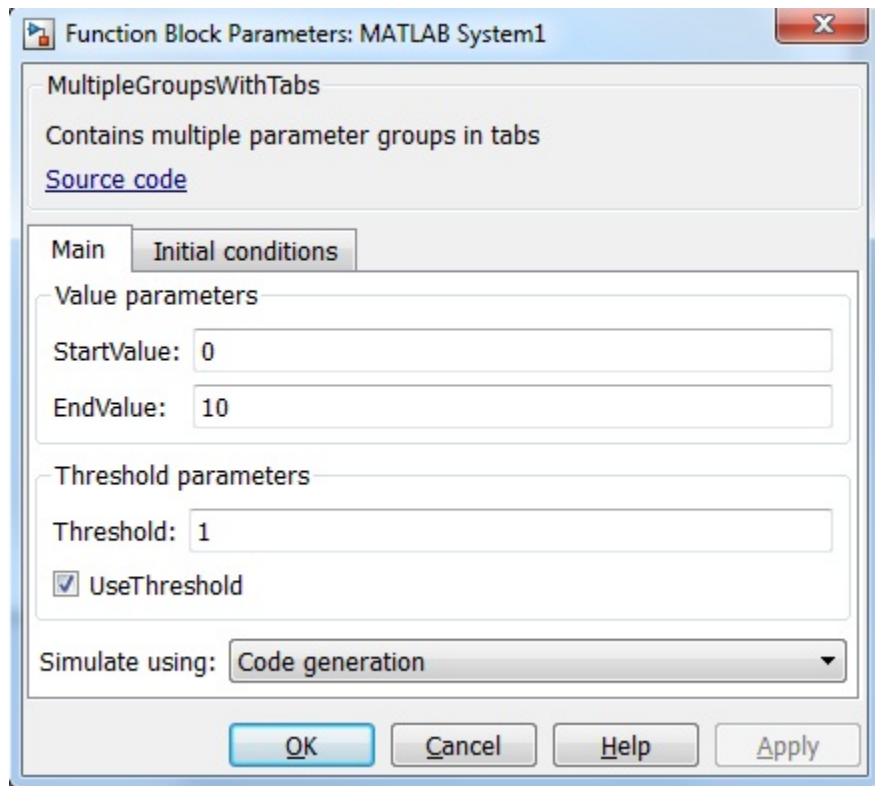 Function Block Parameters: MATLAB System1
MultipleGroupsWithTabs
Contains multiple parameter groups in tabs
Source code
Main Initial conditions
Value parameters
StartValue: 0
EndValue: 10
Threshold parameters
Threshold: 1
UseThreshold
Simulate using: Code generation
OK Cancel Help Apply